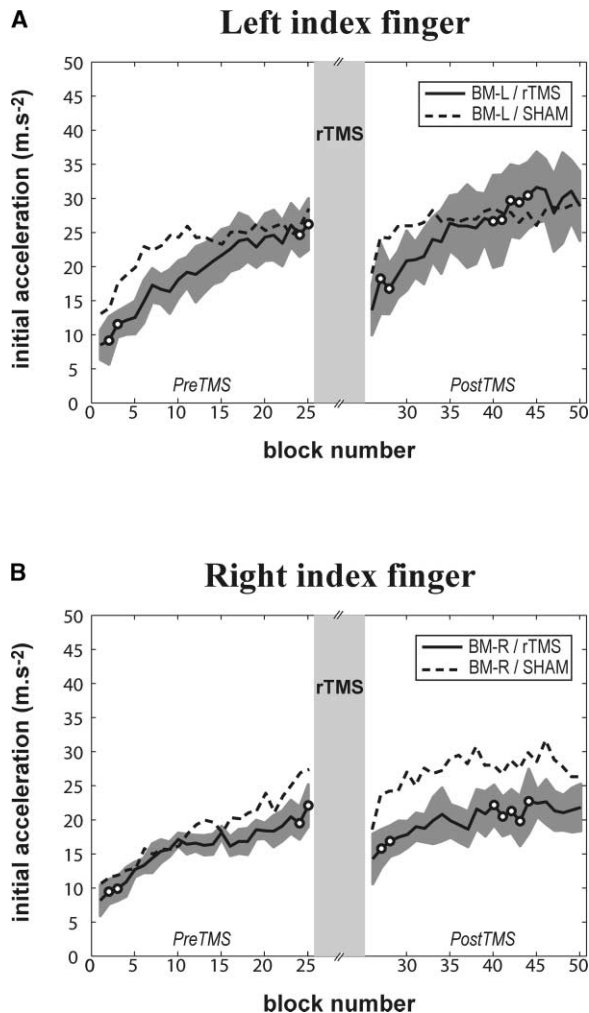 A
Left index finger
50
45
40
35
30
25
20
15
10
5
0
initial acceleration (m.s-2)
rTMS
BM-L / rTMS
BM-L / SHAM
PreTMS
PostTMS
0 5 10 15 20 25 30 35 40 45 50
block number
B
Right index finger
50
45
40
35
30
25
20
15
10
5
0
initial acceleration (m.s-2)
rTMS
BM-R / rTMS
BM-R / SHAM
PreTMS
PostTMS
0 5 10 15 20 25 30 35 40 45 50
block number